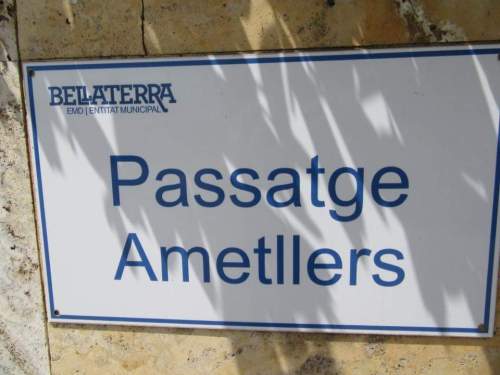 BELLATERRA
EMD | ENTITAT MUNICIPAL
Passatge
Ametllers